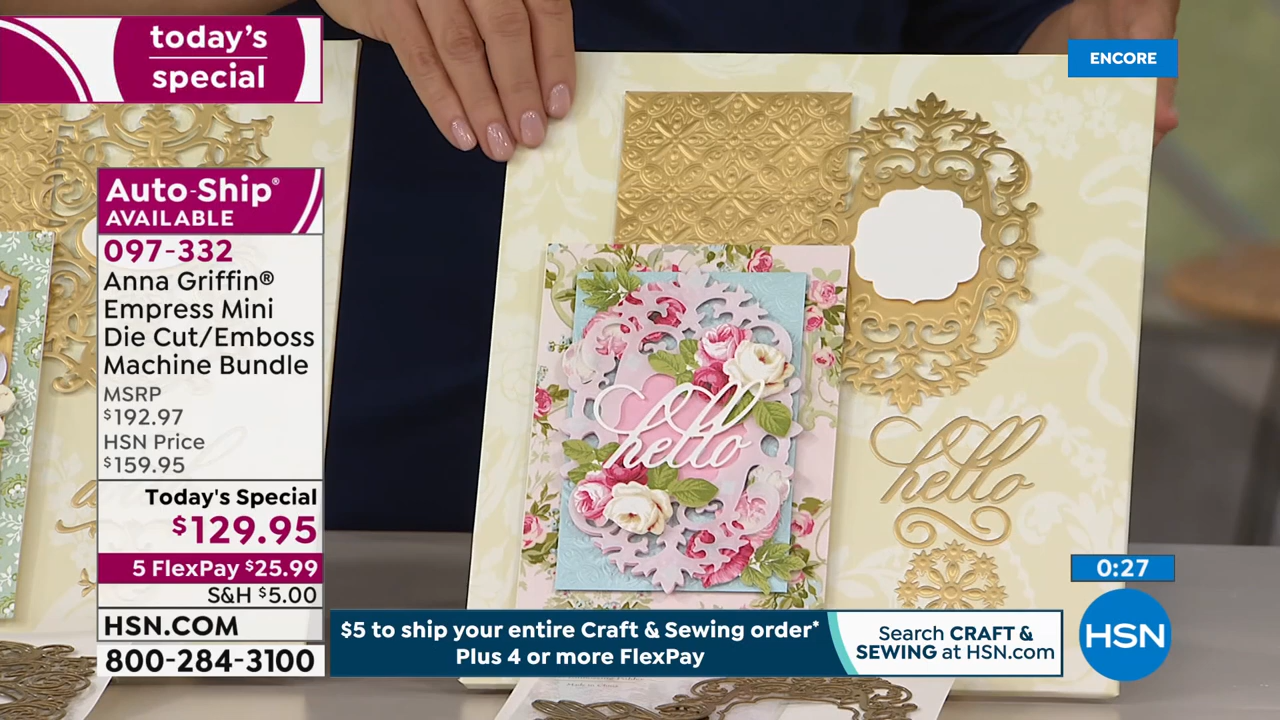 today's
special
ENCORE
Auto-Ship®
AVAILABLE
097-332
Anna Griffin®
Empress Mini
Die Cut/Emboss
Machine Bundle
MSRP
$192.97
HSN Price
$159.95
Today's Special
$129.95
5 FlexPay $25.99
S&H $5.00
HSN.COM
800-284-3100
hello
hello
0:27
$5 to ship your entire Craft & Sewing order*
Plus 4 or more FlexPay
Search CRAFT &
SEWING at HSN.com
HSN